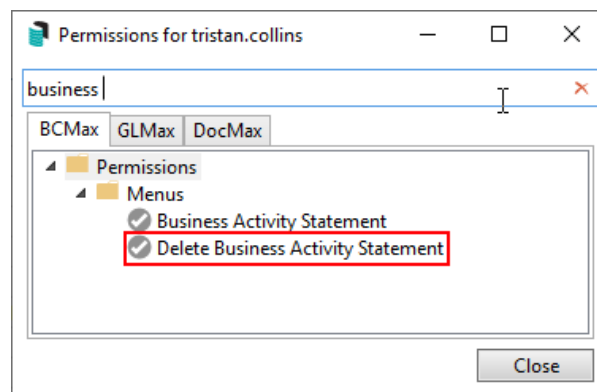 Permissions for tristan.collins
business
BCMax GLMax DocMax
Permissions
Menus
Business Activity Statement
Delete Business Activity Statement
Close